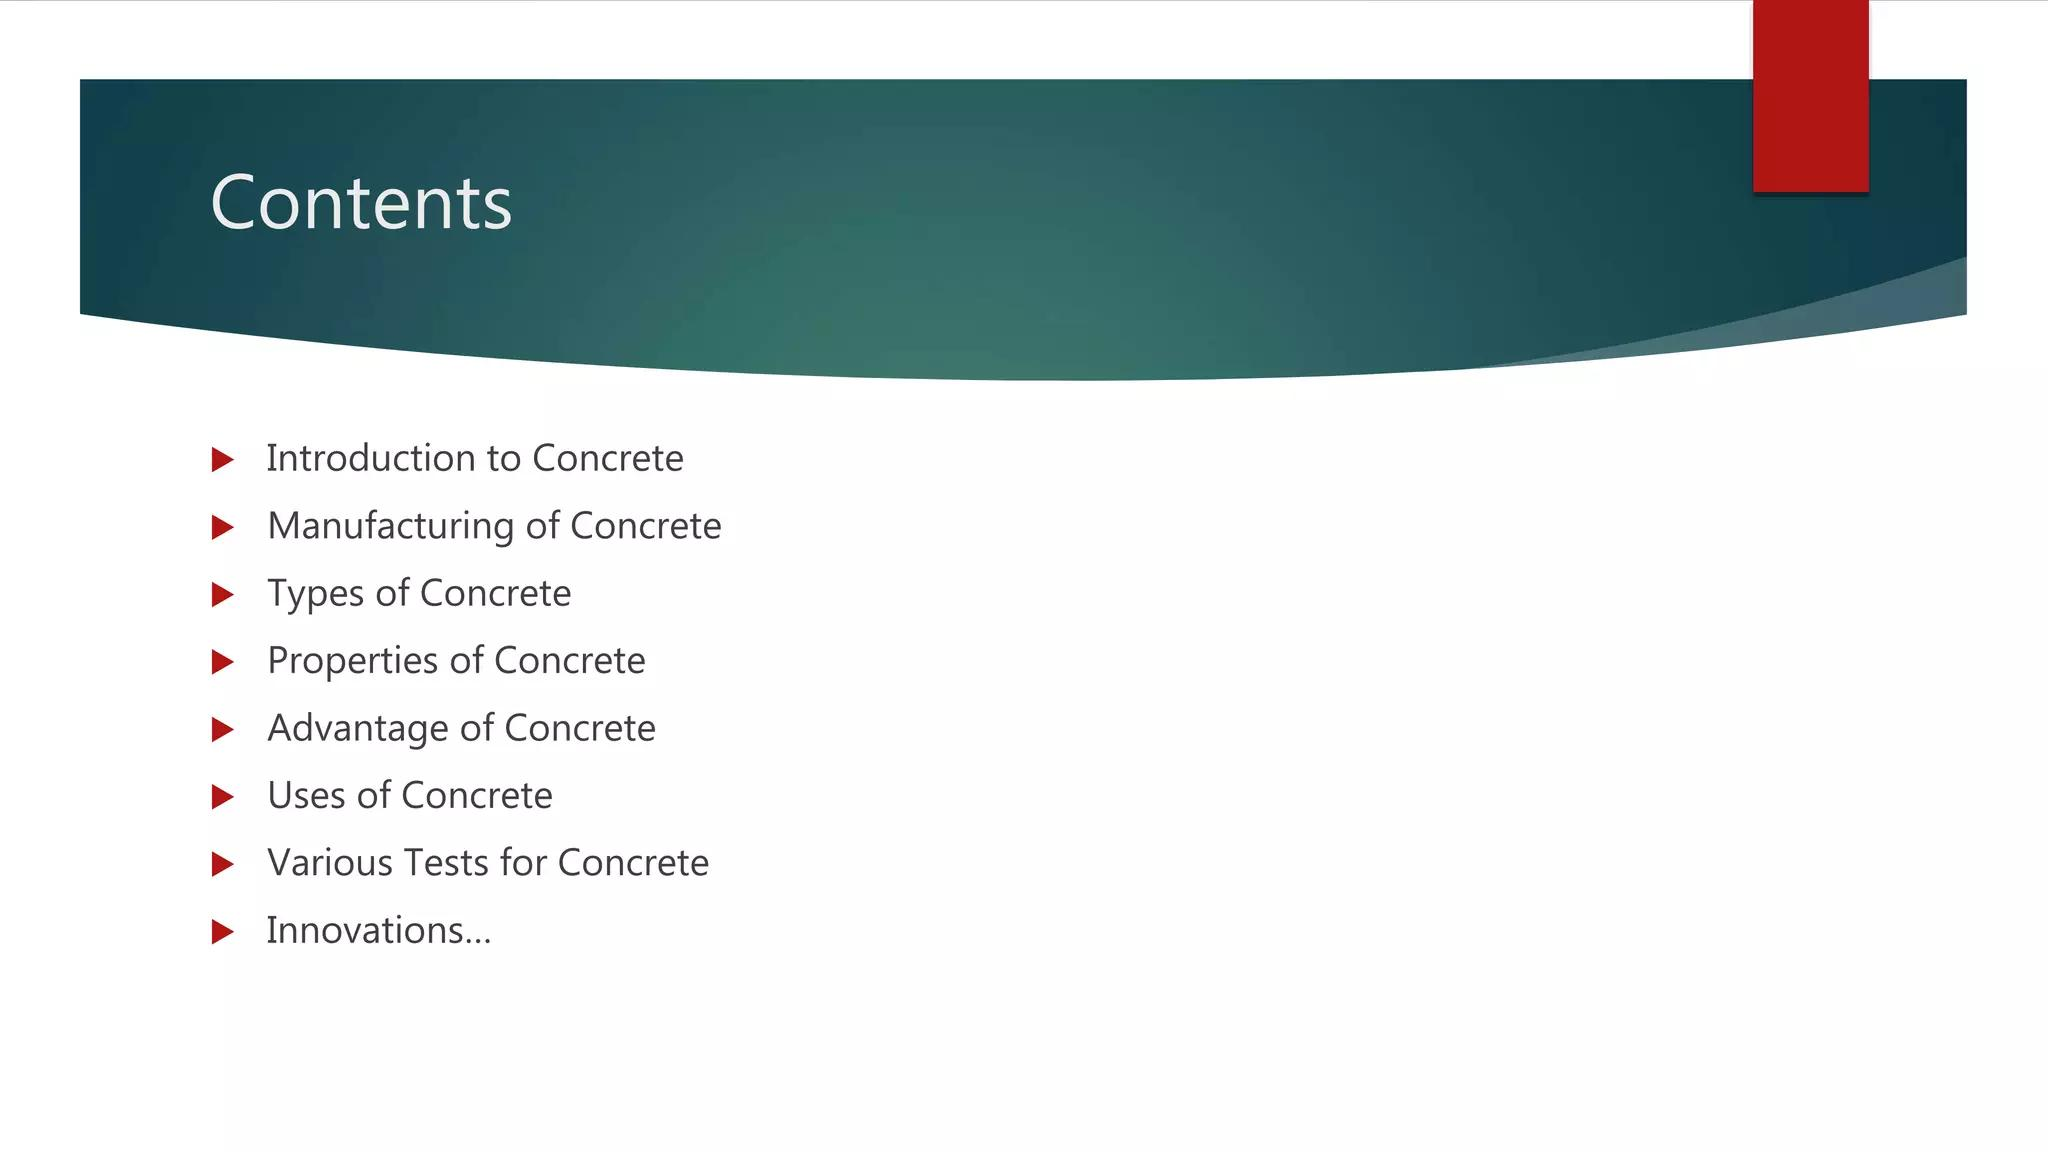 Contents
Introduction to Concrete
Manufacturing of Concrete
Types of Concrete
Properties of Concrete
Advantage of Concrete
Uses of Concrete
Various Tests for Concrete
Innovations…